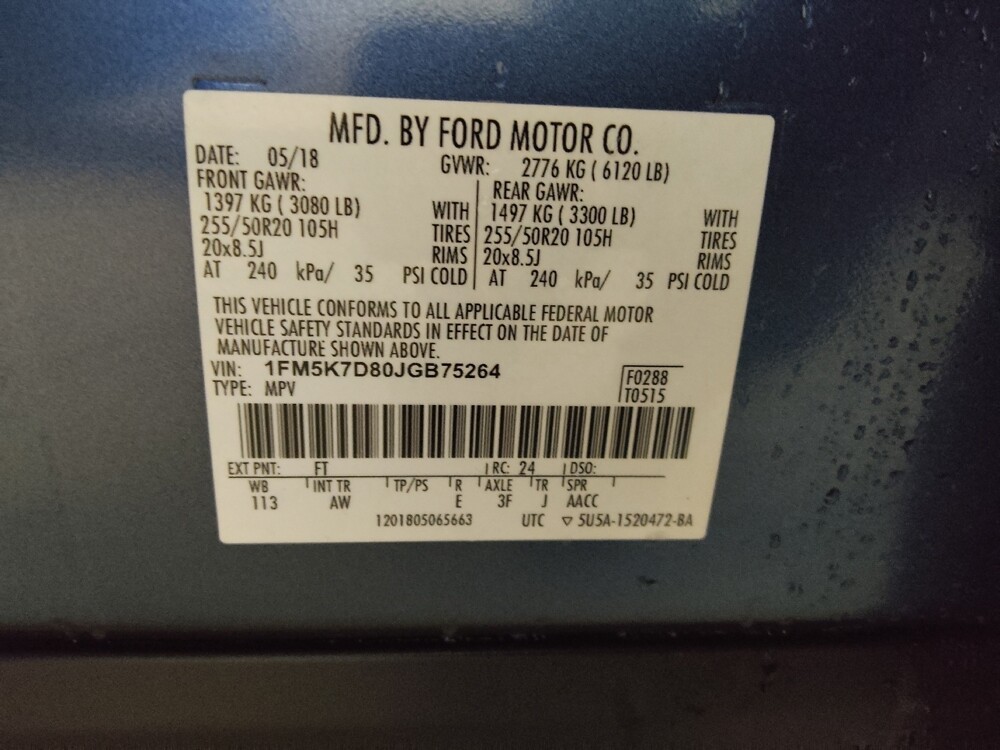 MFD. BY FORD MOTOR CO.
DATE: 05/18 GVWR: 2776 KG ( 6120 LB)
FRONT GAWR: REAR GAWR:
1397 KG ( 3080 LB) WITH 1497 KG ( 3300 LB) WITH
255/50R20 105H TIRES 255/50R20 105H TIRES
20x8.5J RIMS 20x8.5J RIMS
AT 240 kPa/ 35 PSI COLD AT 240 kPa/ 35 PSI COLD
THIS VEHICLE CONFORMS TO ALL APPLICABLE FEDERAL MOTOR
VEHICLE SAFETY STANDARDS IN EFFECT ON THE DATE OF
MANUFACTURE SHOWN ABOVE.
VIN: 1FM5K7D80JGB75264
F0288
TYPE: MPV
T0515
EXT PNT: FT RC: 24 DSO:
WB INT TR TP/PS R AXLE TR SPR
113 AW E 3F J AACC
1201805065663 UTC ▽ 5U5A-1520472-BA